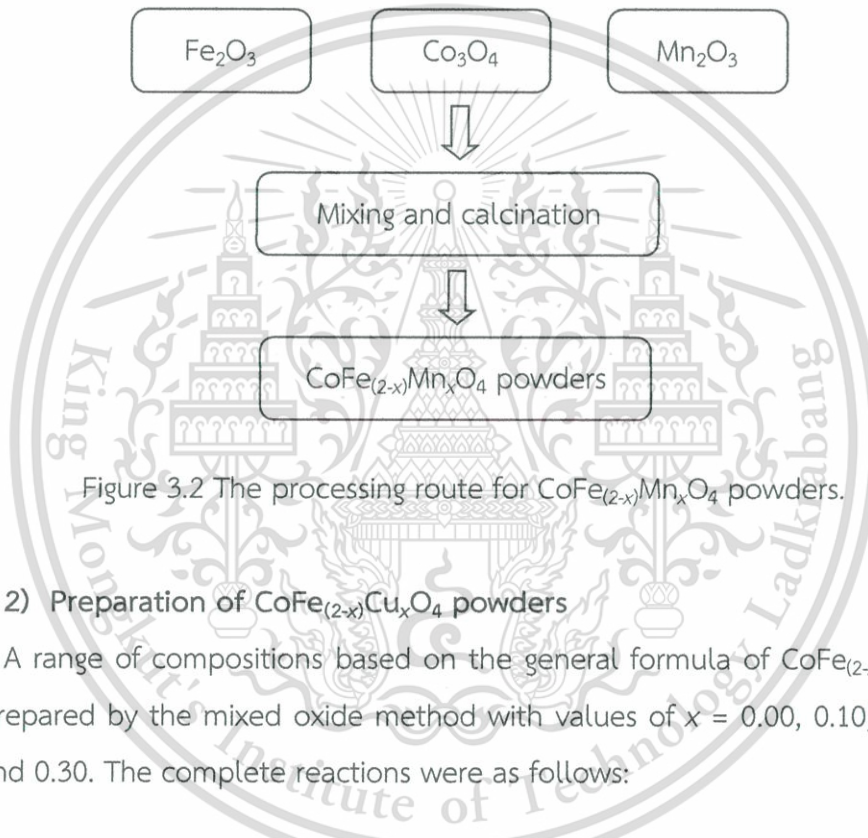 Fe₂O₃ Co₃O₄ Mn₂O₃
Mixing and calcination
CoFe₍₂₋ₓ₎MnₓO₄ powders
Figure 3.2 The processing route for CoFe₍₂₋ₓ₎MnₓO₄ powders.
2) Preparation of CoFe₍₂₋ₓ₎CuₓO₄ powders
A range of compositions based on the general formula of CoFe₍₂₋
repared by the mixed oxide method with values of x = 0.00, 0.10,
nd 0.30. The complete reactions were as follows:
King Mongkut's Institute of Technology Ladkrabang